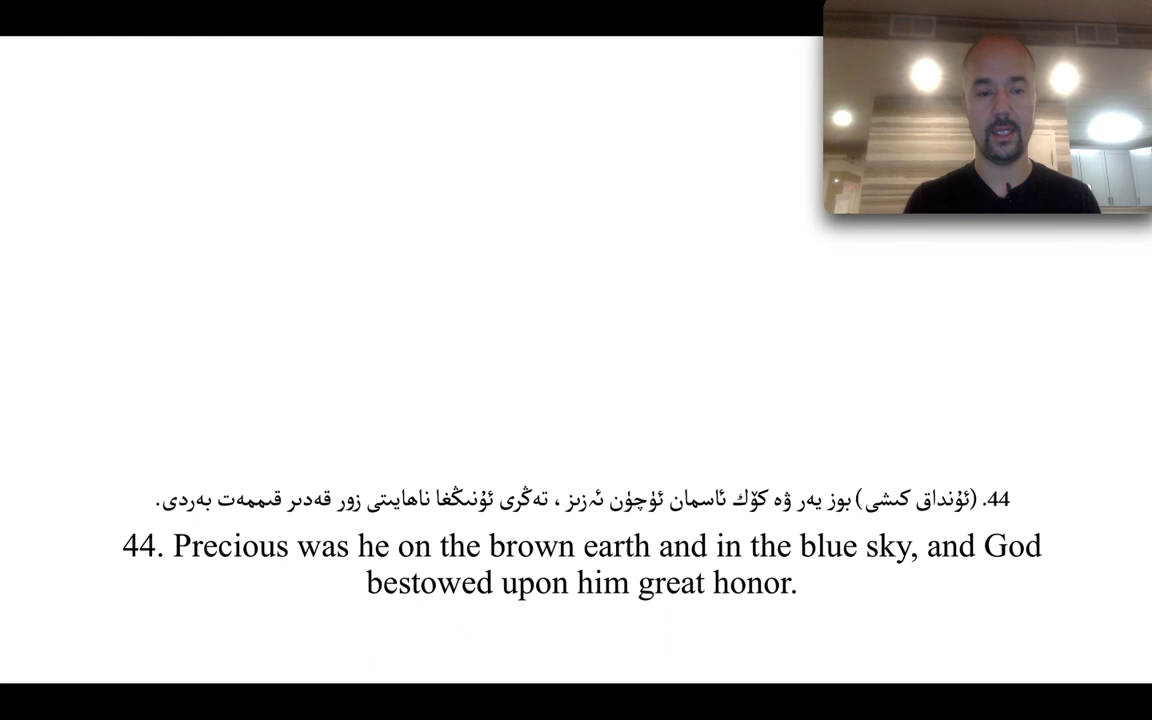 44. (ئۇنداق كىشى) بوز يەر ۋە كۆك ئاسمان ئۈچۈن ئەزىز ، تەڭرى ئۇنىڭغا ناھايىتى زور قەدىر قىممەت بەردى.
44. Precious was he on the brown earth and in the blue sky, and God
bestowed upon him great honor.